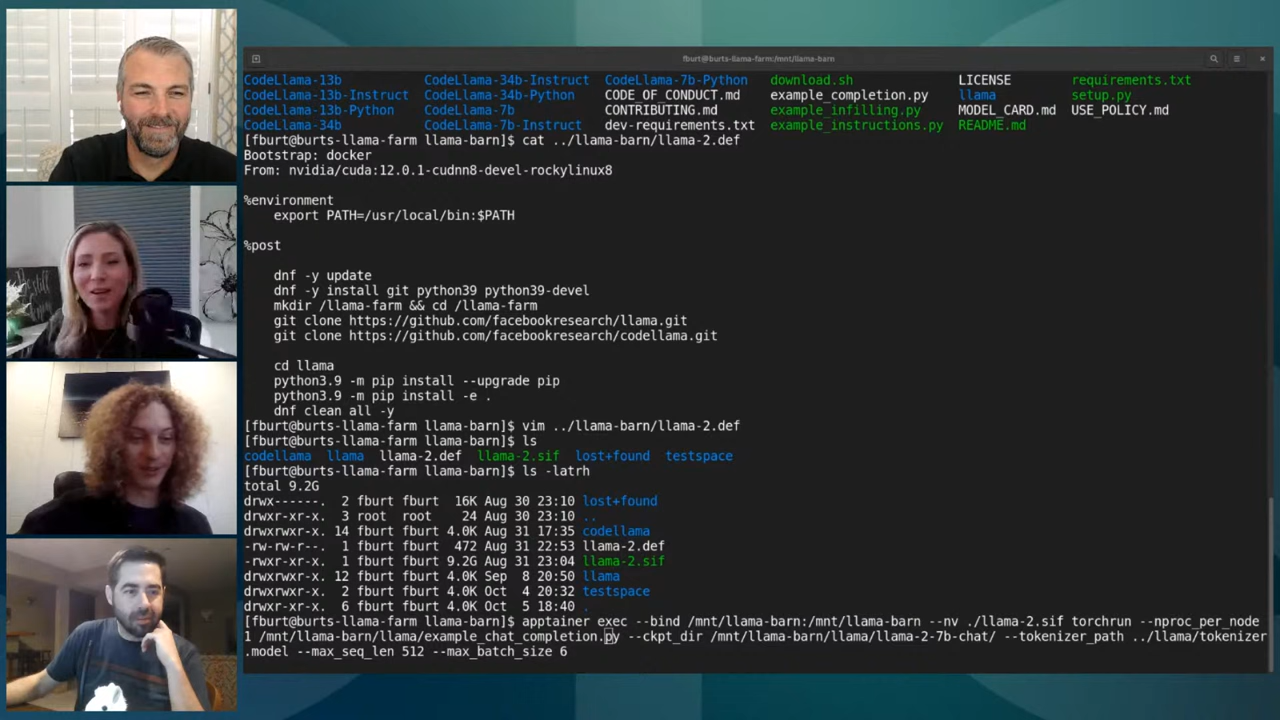 fburt@burts-llama-farm:/mnt/llama-barn
CodeLlama-13b CodeLlama-34b-Instruct CodeLlama-7b-Python download.sh LICENSE requirements.txt
CodeLlama-13b-Instruct CodeLlama-34b-Python CODE_OF_CONDUCT.md example_completion.py llama setup.py
CodeLlama-13b-Python CodeLlama-7b CONTRIBUTING.md example_infilling.py MODEL_CARD.md USE_POLICY.md
CodeLlama-34b CodeLlama-7b-Instruct dev-requirements.txt example_instructions.py README.md
[fburt@burts-llama-farm llama-barn]$ cat ../llama-barn/llama-2.def
Bootstrap: docker
From: nvidia/cuda:12.0.1-cudnn8-devel-rockylinux8
%environment
export PATH=/usr/local/bin:$PATH
%post
dnf -y update
dnf -y install git python39 python39-devel
mkdir /llama-farm && cd /llama-farm
git clone https://github.com/facebookresearch/llama.git
git clone https://github.com/facebookresearch/codellama.git
cd llama
python3.9 -m pip install --upgrade pip
python3.9 -m pip install -e .
dnf clean all -y
[fburt@burts-llama-farm llama-barn]$ vim ../llama-barn/llama-2.def
[fburt@burts-llama-farm llama-barn]$ ls
codellama llama llama-2.def llama-2.sif lost+found testspace
[fburt@burts-llama-farm llama-barn]$ ls -latrh
total 9.2G
drwx------. 2 fburt fburt 16K Aug 30 23:10 lost+found
drwxr-xr-x. 3 root root 24 Aug 30 23:10 ..
drwxrwxr-x. 14 fburt fburt 4.0K Aug 31 17:35 codellama
-rw-rw-r--. 1 fburt fburt 472 Aug 31 22:53 llama-2.def
-rwxr-xr-x. 1 fburt fburt 9.2G Aug 31 23:04 llama-2.sif
drwxrwxr-x. 12 fburt fburt 4.0K Sep 8 20:50 llama
drwxrwxr-x. 2 fburt fburt 4.0K Oct 4 20:32 testspace
drwxr-xr-x. 6 fburt fburt 4.0K Oct 5 18:40 .
[fburt@burts-llama-farm llama-barn]$ apptainer exec --bind /mnt/llama-barn:/mnt/llama-barn --nv ./llama-2.sif torchrun --nproc_per_node
1 /mnt/llama-barn/llama/example_chat_completion.py --ckpt_dir /mnt/llama-barn/llama/llama-2-7b-chat/ --tokenizer_path ../llama/tokenizer
.model --max_seq_len 512 --max_batch_size 6